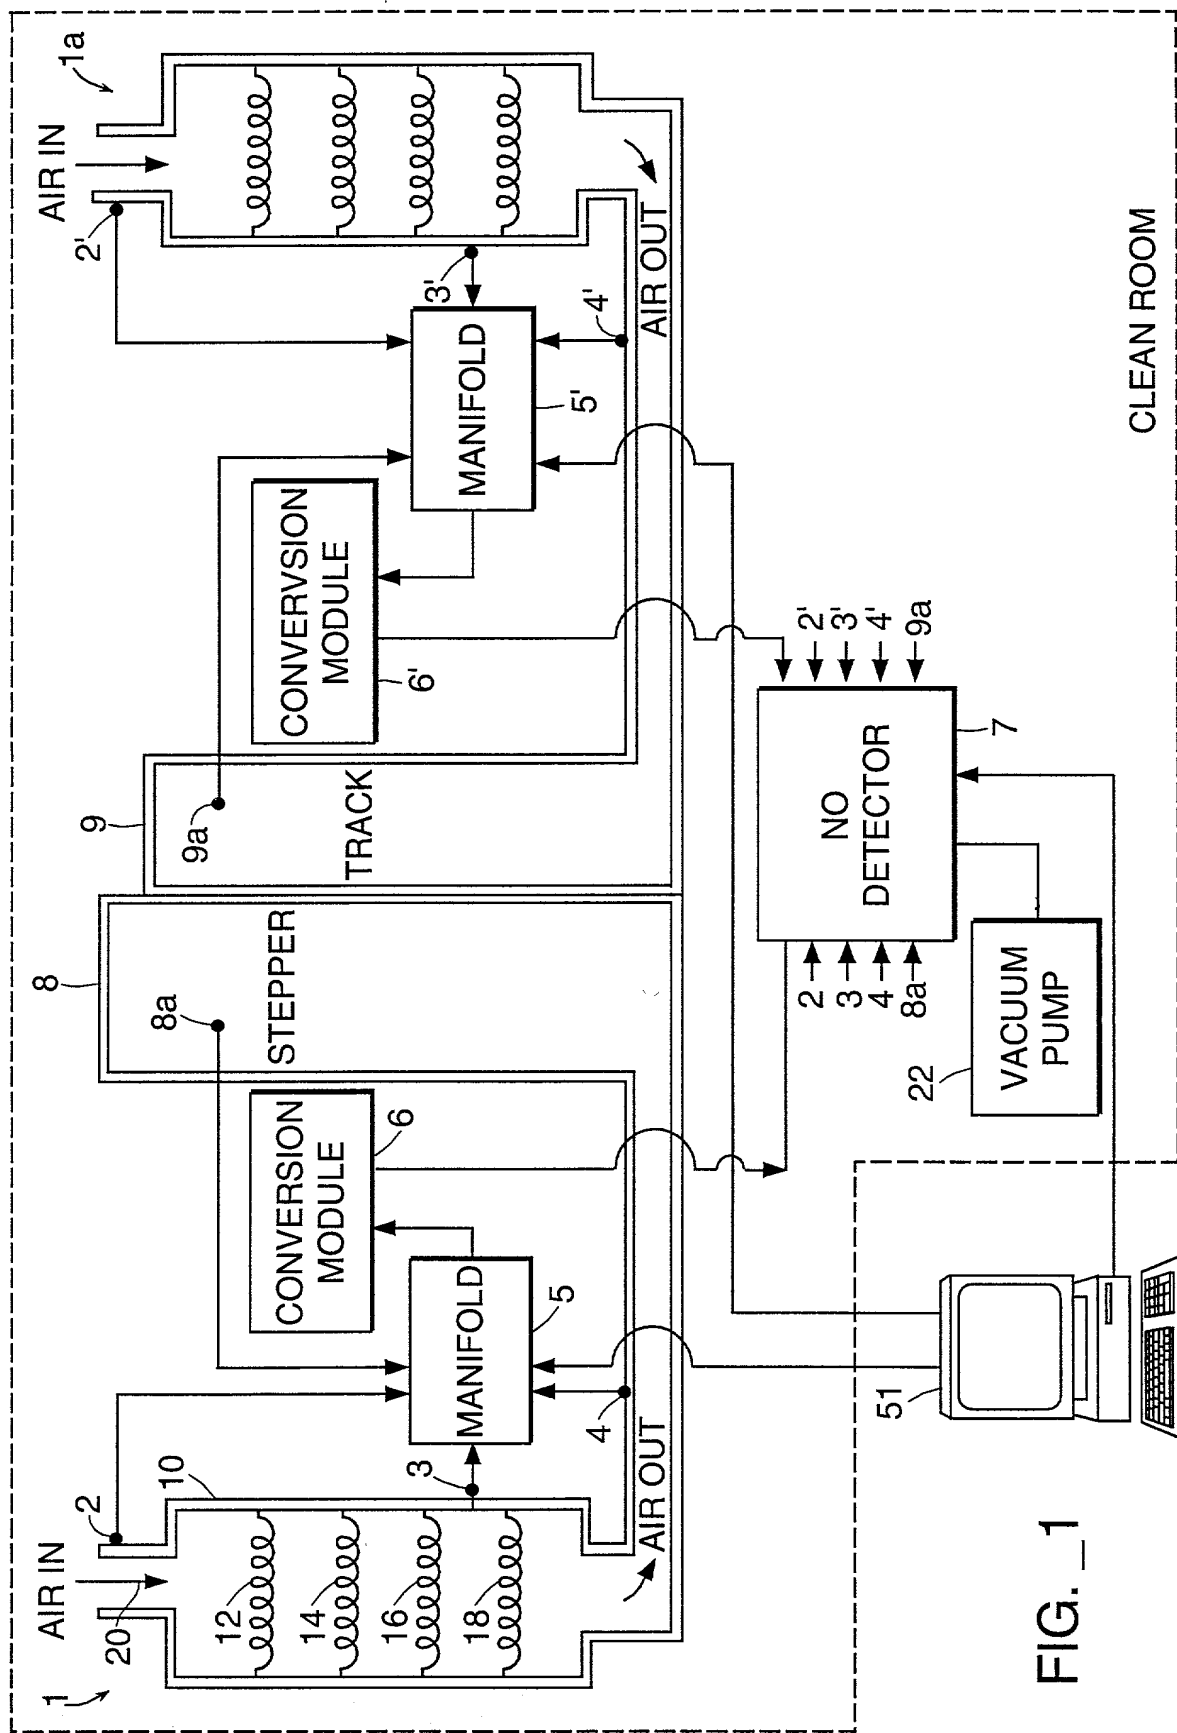 1
AIR IN
20
2
10
12
14
16
18
3
AIR OUT
4
MANIFOLD
5
CONVERSION
MODULE
6
8
8a
STEPPER
9
9a
TRACK
CONVERVSION
MODULE
6'
MANIFOLD
5'
4'
AIR OUT
3'
2'
AIR IN
1a
2
3
4
8a
NO
DETECTOR
7
2'
3'
4'
9a
VACUUM
PUMP
22
51
CLEAN ROOM
FIG._1